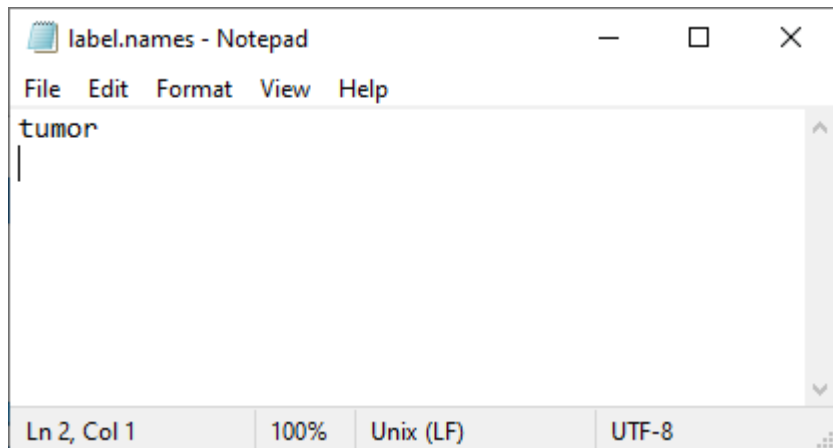 label.names - Notepad
File Edit Format View Help
tumor
Ln 2, Col 1 100% Unix (LF) UTF-8